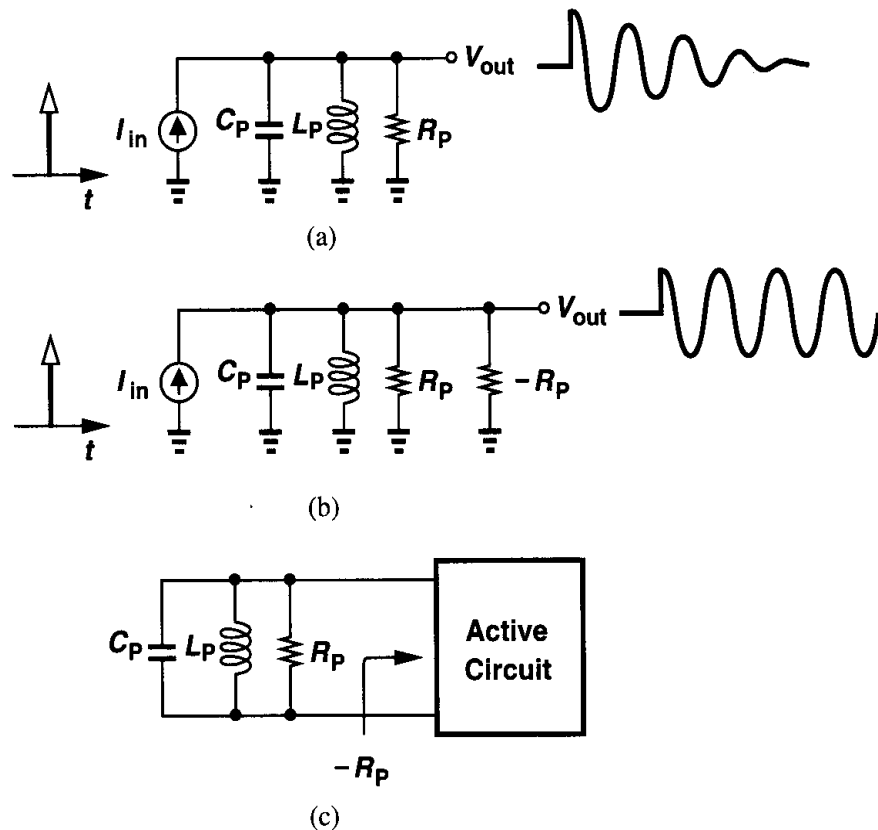 I_in C_P L_P R_P V_out
t
(a)
I_in C_P L_P R_P −R_P V_out
t
(b)
C_P L_P R_P
Active
Circuit
−R_P
(c)